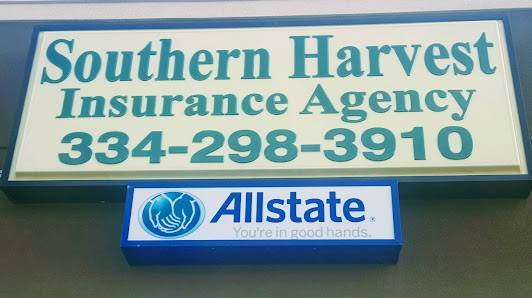 Southern Harvest
Insurance Agency
334-298-3910
Allstate®
You're in good hands.